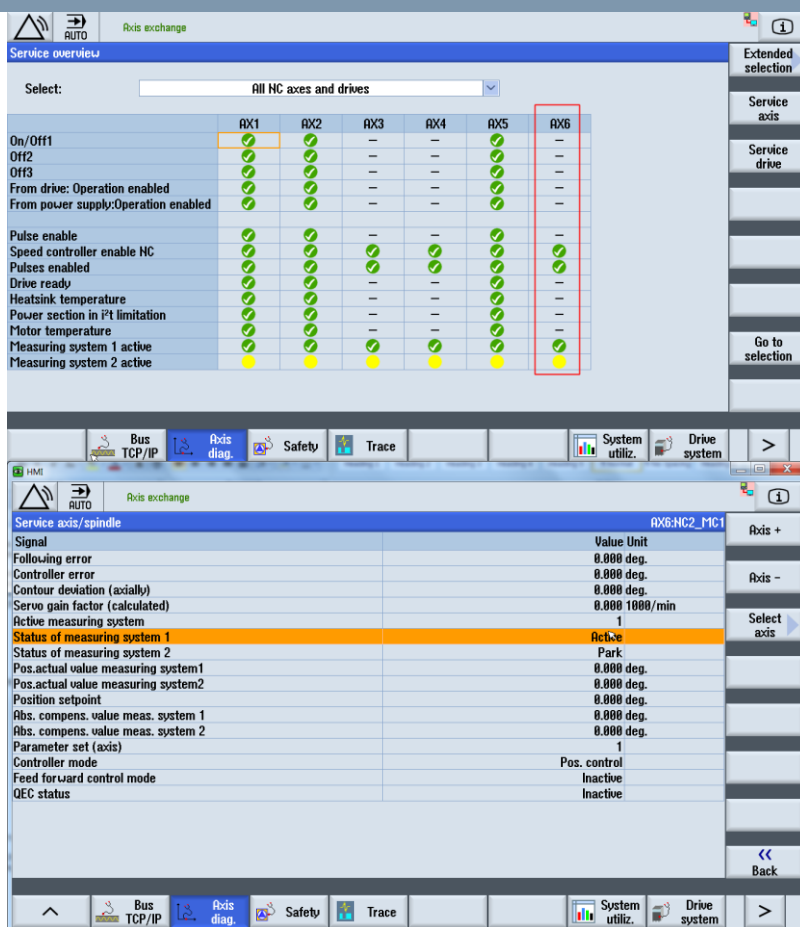 AUTO
Axis exchange
Service overview
Extended selection
Select: All NC axes and drives
Service axis
AX1 AX2 AX3 AX4 AX5 AX6
On/Off1
Off2
Service drive
Off3
From drive: Operation enabled
From power supply:Operation enabled
Pulse enable – – –
Speed controller enable NC
Pulses enabled
Drive ready – – –
Heatsink temperature – – –
Power section in i²t limitation – – –
Motor temperature – – –
Measuring system 1 active
Measuring system 2 active
Go to selection
Bus TCP/IP
Axis diag.
Safety
Trace
System utiliz.
Drive system
>
HMI
AUTO
Axis exchange
Service axis/spindle AX6:NC2_MC1
Axis +
Signal Value Unit
Following error 0.000 deg.
Controller error 0.000 deg.
Axis –
Contour deviation (axially) 0.000 deg.
Servo gain factor (calculated) 0.000 1000/min
Active measuring system 1
Select axis
Status of measuring system 1 Active
Status of measuring system 2 Park
Pos.actual value measuring system1 0.000 deg.
Pos.actual value measuring system2 0.000 deg.
Position setpoint 0.000 deg.
Abs. compens. value meas. system 1 0.000 deg.
Abs. compens. value meas. system 2 0.000 deg.
Parameter set (axis) 1
Controller mode Pos. control
Feed forward control mode Inactive
QEC status Inactive
<< Back
Bus TCP/IP
Axis diag.
Safety
Trace
System utiliz.
Drive system
>